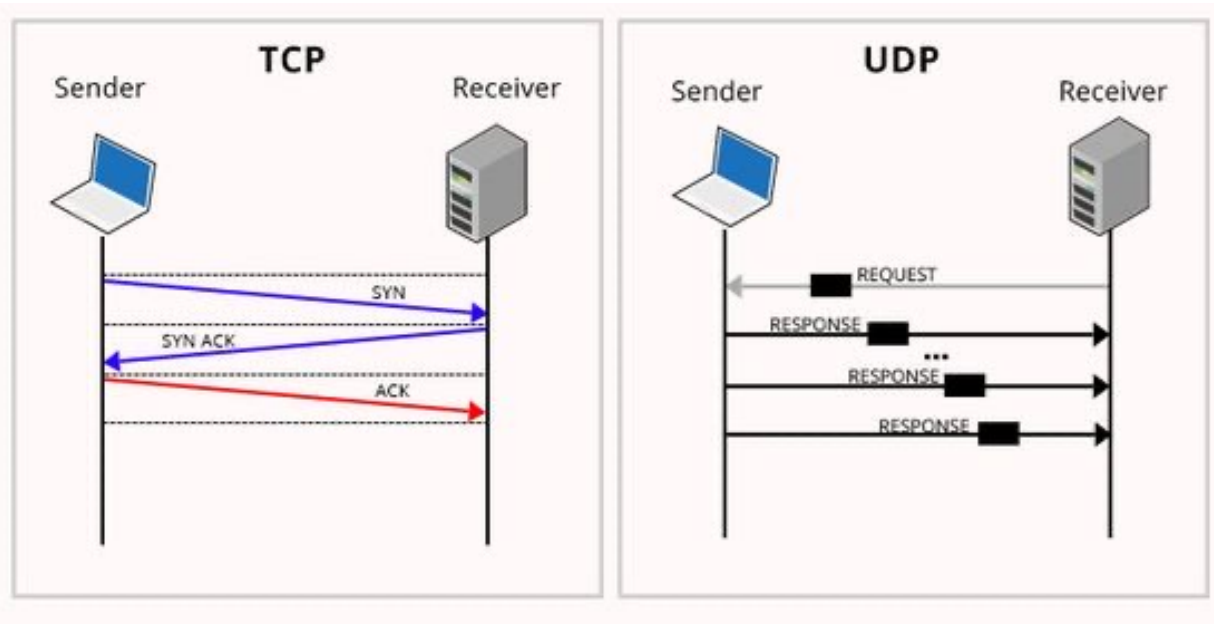 TCP
Sender
Receiver
SYN
SYN ACK
ACK
UDP
Sender
Receiver
REQUEST
RESPONSE
...
RESPONSE
RESPONSE